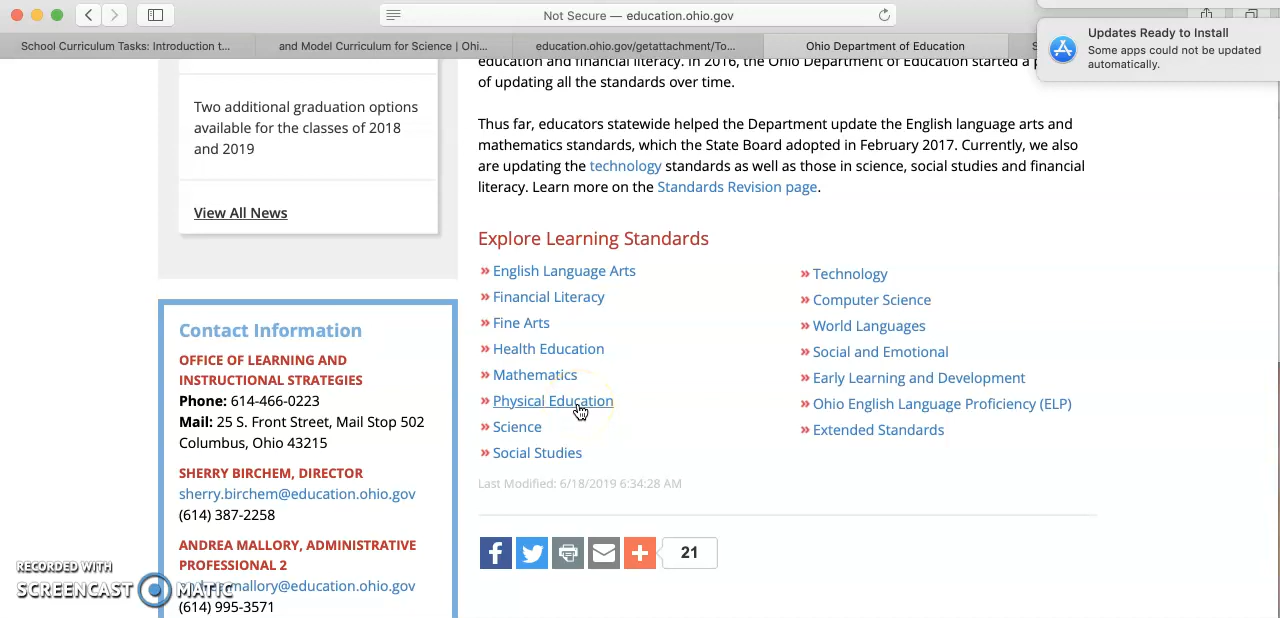 Not Secure — education.ohio.gov
School Curriculum Tasks: Introduction t...
and Model Curriculum for Science | Ohi...
education.ohio.gov/getattachment/To...
Ohio Department of Education
Updates Ready to Install
Some apps could not be updated
automatically.
Two additional graduation options
available for the classes of 2018
and 2019
View All News
Contact Information
OFFICE OF LEARNING AND
INSTRUCTIONAL STRATEGIES
Phone: 614-466-0223
Mail: 25 S. Front Street, Mail Stop 502
Columbus, Ohio 43215
SHERRY BIRCHEM, DIRECTOR
sherry.birchem@education.ohio.gov
(614) 387-2258
ANDREA MALLORY, ADMINISTRATIVE
PROFESSIONAL 2
mallory@education.ohio.gov
(614) 995-3571
education and financial literacy. In 2016, the Ohio Department of Education started a
of updating all the standards over time.
Thus far, educators statewide helped the Department update the English language arts and
mathematics standards, which the State Board adopted in February 2017. Currently, we also
are updating the technology standards as well as those in science, social studies and financial
literacy. Learn more on the Standards Revision page.
Explore Learning Standards
» English Language Arts
» Financial Literacy
» Fine Arts
» Health Education
» Mathematics
» Physical Education
» Science
» Social Studies
» Technology
» Computer Science
» World Languages
» Social and Emotional
» Early Learning and Development
» Ohio English Language Proficiency (ELP)
» Extended Standards
Last Modified: 6/18/2019 6:34:28 AM
21
RECORDED WITH
SCREENCAST MATIC